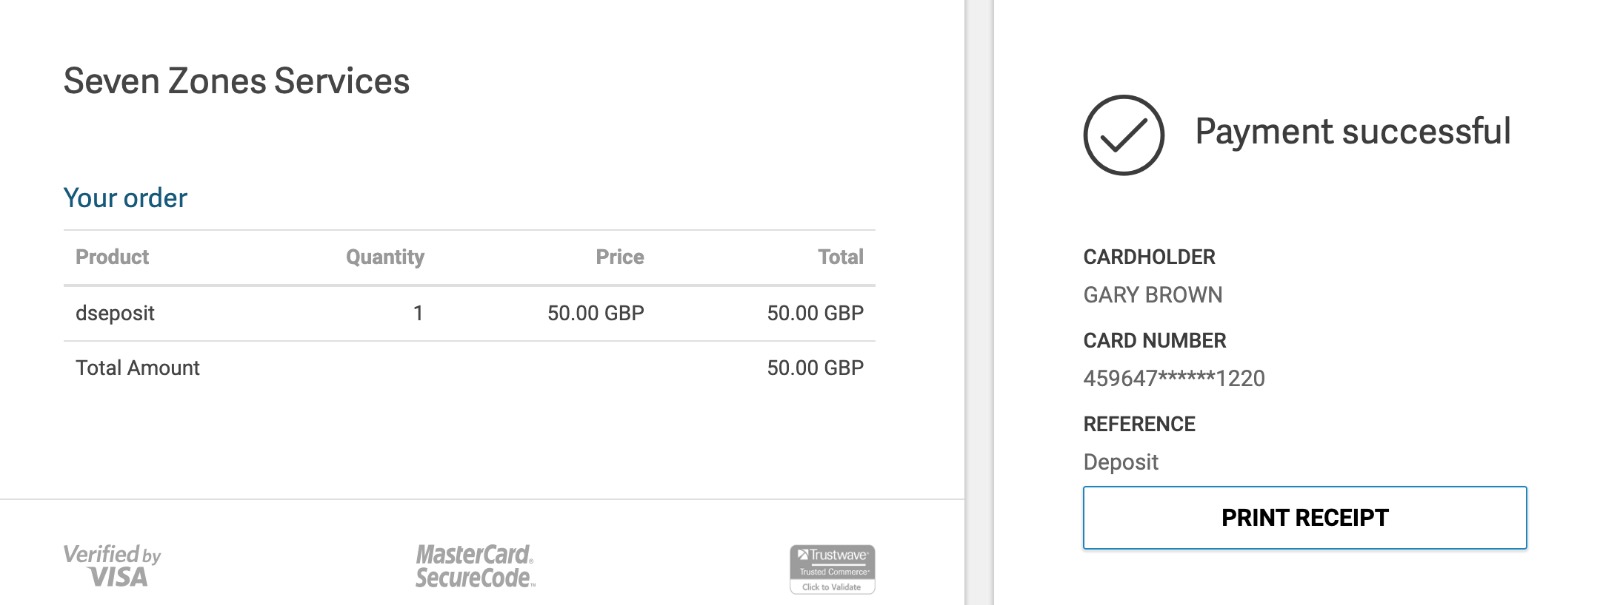 Seven Zones Services
Your order
Product Quantity Price Total
dseposit 1 50.00 GBP 50.00 GBP
Total Amount 50.00 GBP
Verified by
VISA
MasterCard®
SecureCode™
Trustwave®
Trusted Commerce®
Click to Validate
Payment successful
CARDHOLDER
GARY BROWN
CARD NUMBER
459647******1220
REFERENCE
Deposit
PRINT RECEIPT